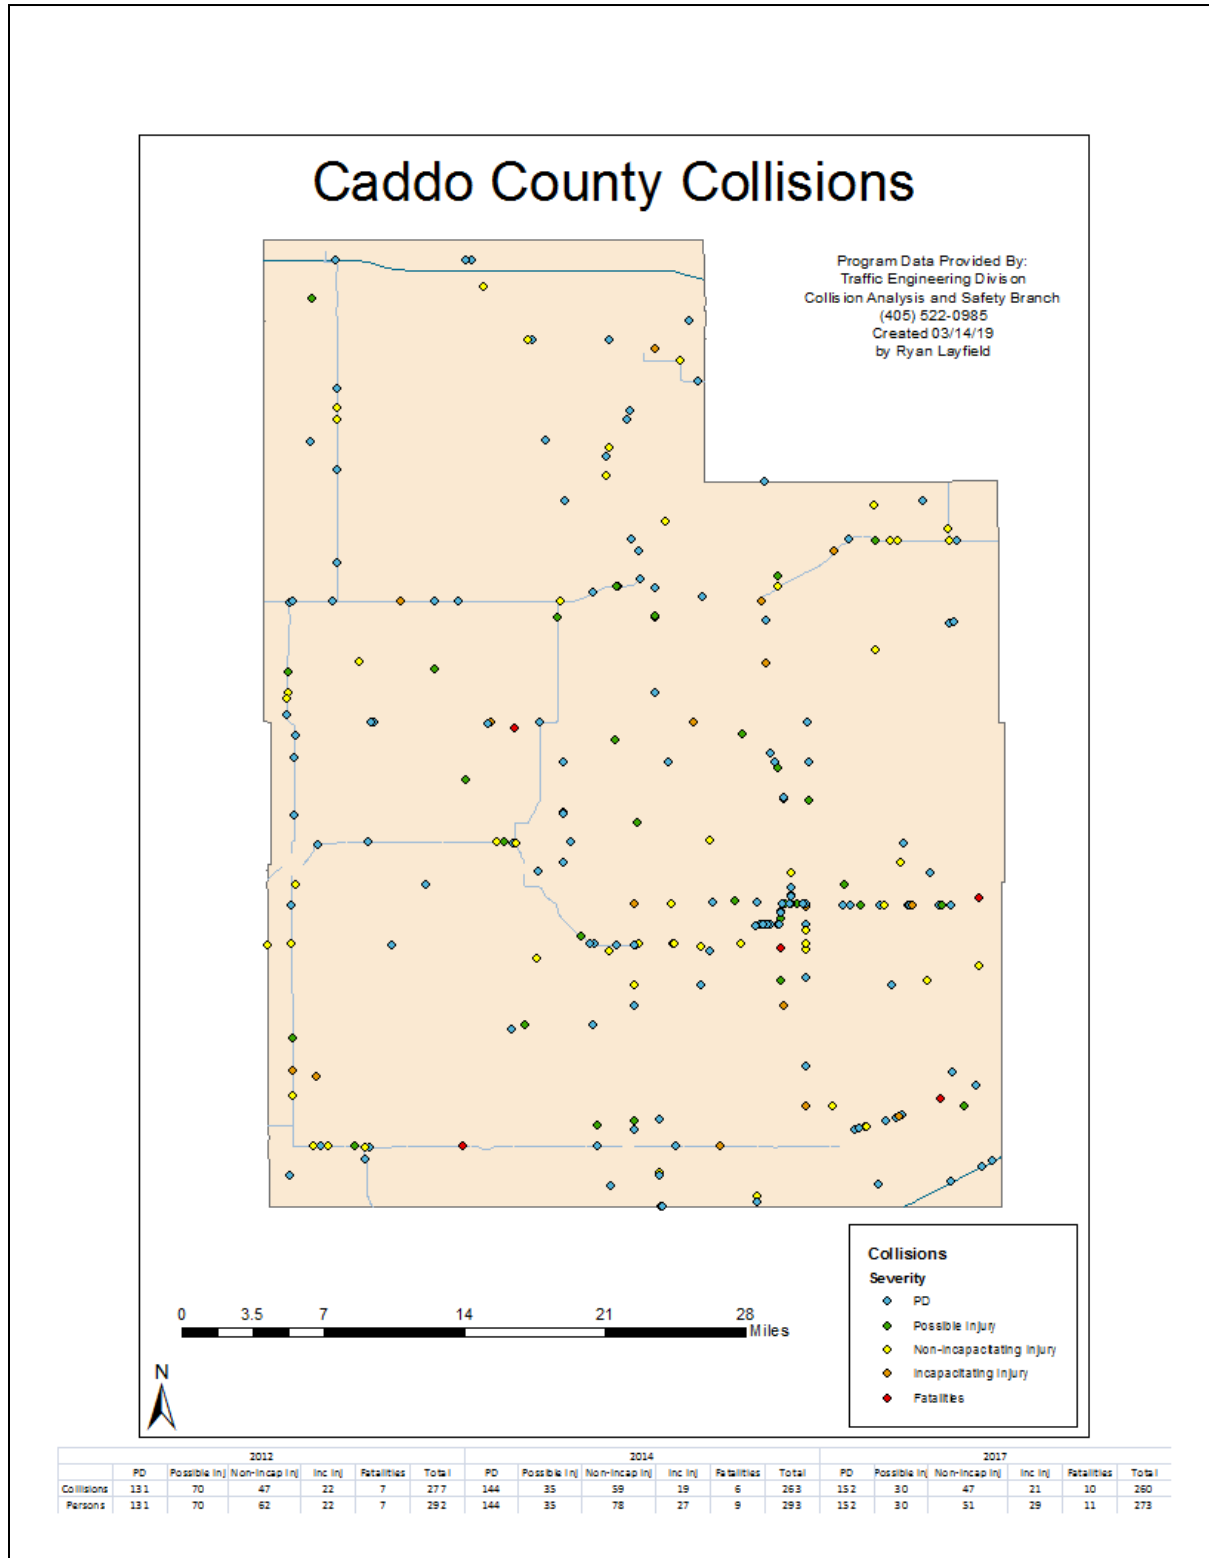 Caddo County Collisions
Program Data Provided By:
Traffic Engineering Divison
Collision Analysis and Safety Branch
(405) 522-0985
Created 03/14/19
by Ryan Layfield
Collisions
Severity
PD
Possible Injury
Non-Incapacitating Injury
Incapacitating Injury
Fatalities
0 3.5 7 14 21 28
Miles
N
2012 2014 2017
PD Possible Inj Non-Incap Inj Inc Inj Fatalities Total PD Possible Inj Non-Incap Inj Inc Inj Fatalities Total PD Possible Inj Non-Incap Inj Inc Inj Fatalities Total
Collisions 131 70 47 22 7 277 144 35 59 19 6 263 152 30 47 21 10 260
Persons 131 70 62 22 7 292 144 35 78 27 9 293 152 30 51 29 11 273